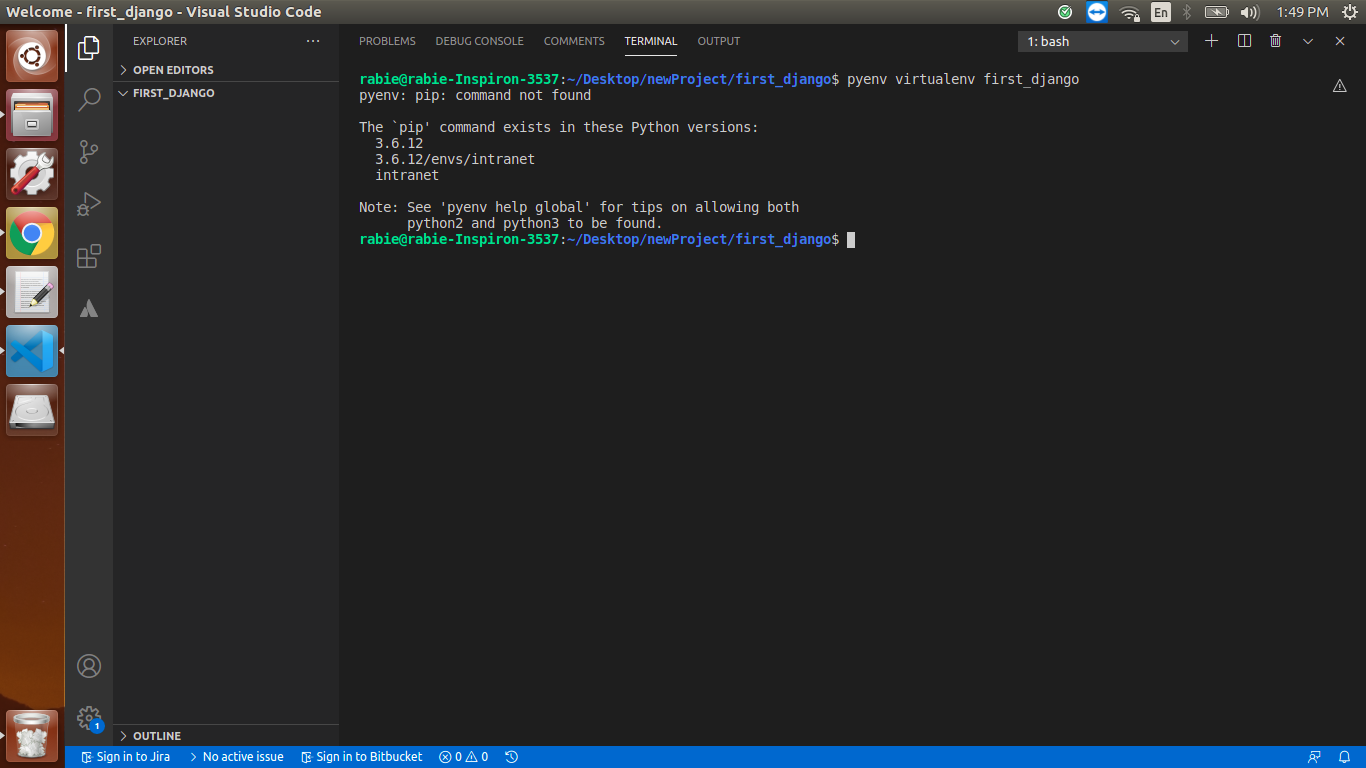 Welcome - first_django - Visual Studio Code
En
1:49 PM
EXPLORER
OPEN EDITORS
FIRST_DJANGO
PROBLEMS
DEBUG CONSOLE
COMMENTS
TERMINAL
OUTPUT
1: bash
rabie@rabie-Inspiron-3537:~/Desktop/newProject/first_django$ pyenv virtualenv first_django
pyenv: pip: command not found
The `pip' command exists in these Python versions:
3.6.12
3.6.12/envs/intranet
intranet
Note: See 'pyenv help global' for tips on allowing both
python2 and python3 to be found.
rabie@rabie-Inspiron-3537:~/Desktop/newProject/first_django$
1
OUTLINE
Sign in to Jira
No active issue
Sign in to Bitbucket
0
0